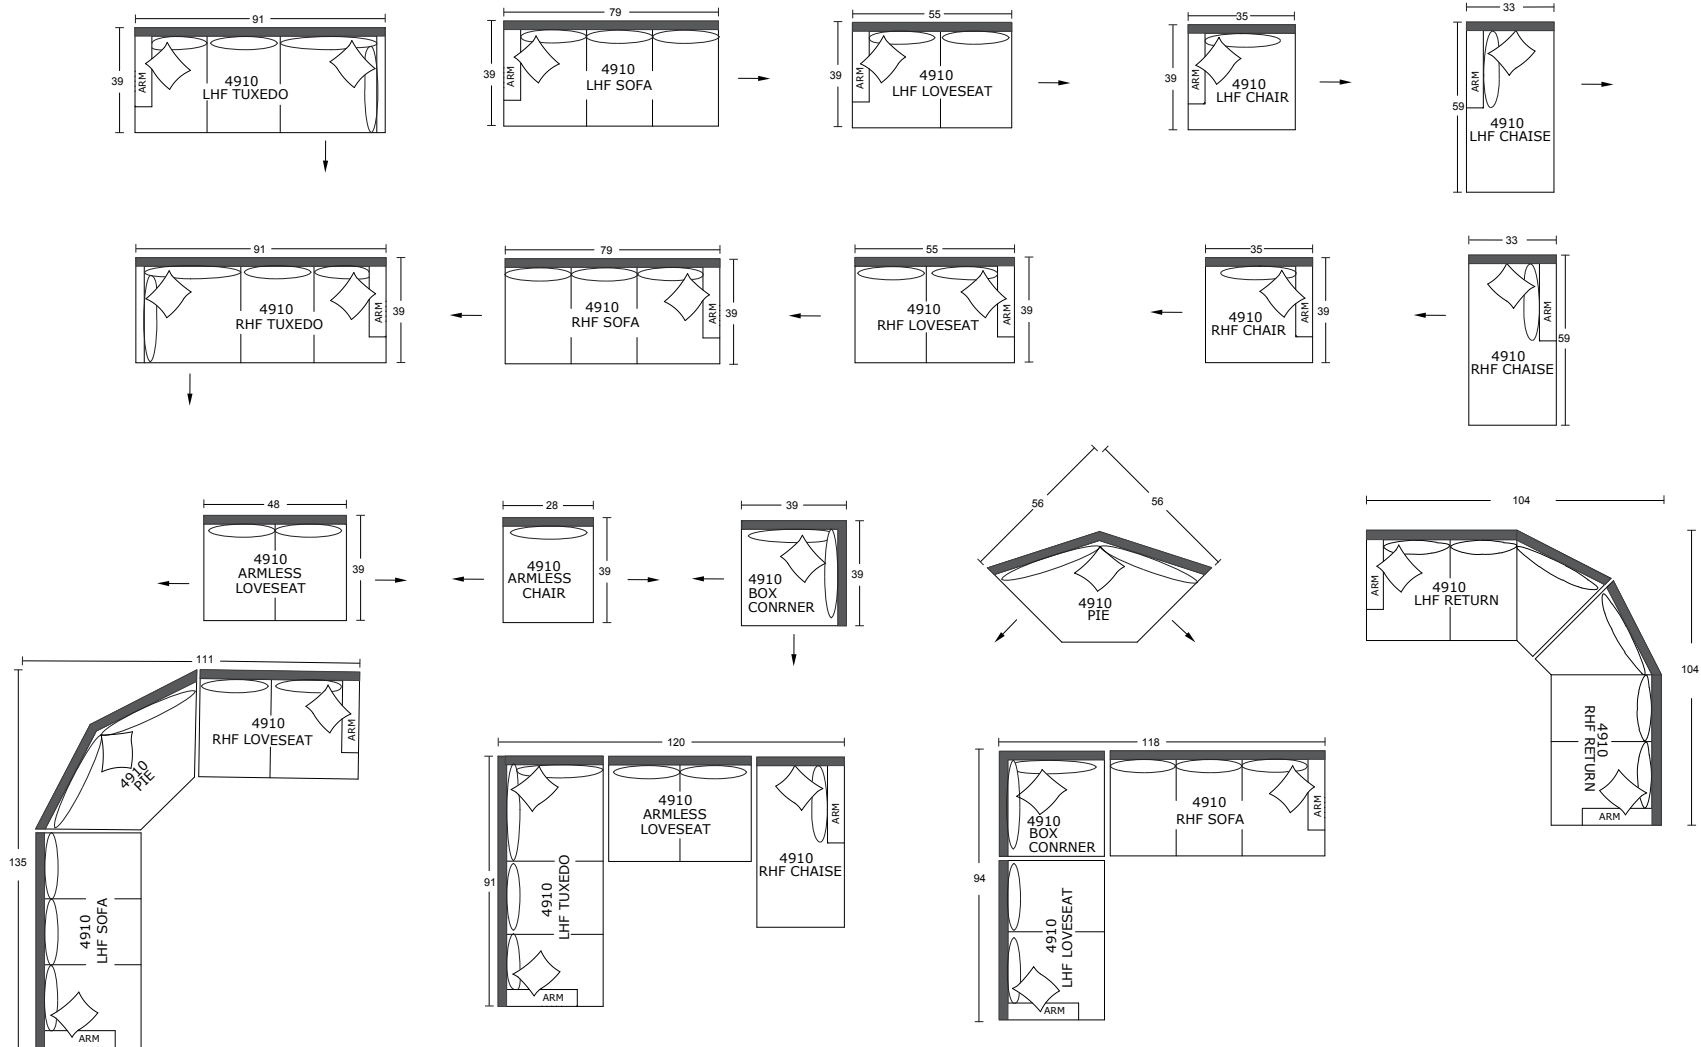 91
39
ARM
4910
LHF TUXEDO
79
39
ARM
4910
LHF SOFA
55
39
ARM
4910
LHF LOVESEAT
35
39
ARM
4910
LHF CHAIR
33
59
ARM
4910
LHF CHAISE
91
4910
RHF TUXEDO
ARM
39
79
4910
RHF SOFA
ARM
39
55
4910
RHF LOVESEAT
ARM
39
35
4910
RHF CHAIR
ARM
39
33
ARM
59
4910
RHF CHAISE
48
4910
ARMLESS
LOVESEAT
39
28
4910
ARMLESS
CHAIR
39
39
4910
BOX
CONRNER
39
56
56
4910
PIE
104
ARM
4910
LHF RETURN
104
4910
RHF RETURN
ARM
111
4910
RHF LOVESEAT
ARM
4910
PIE
135
4910
LHF SOFA
ARM
120
91
4910
LHF TUXEDO
ARM
4910
ARMLESS
LOVESEAT
ARM
4910
RHF CHAISE
118
94
4910
BOX
CONRNER
4910
RHF SOFA
ARM
4910
LHF LOVESEAT
ARM